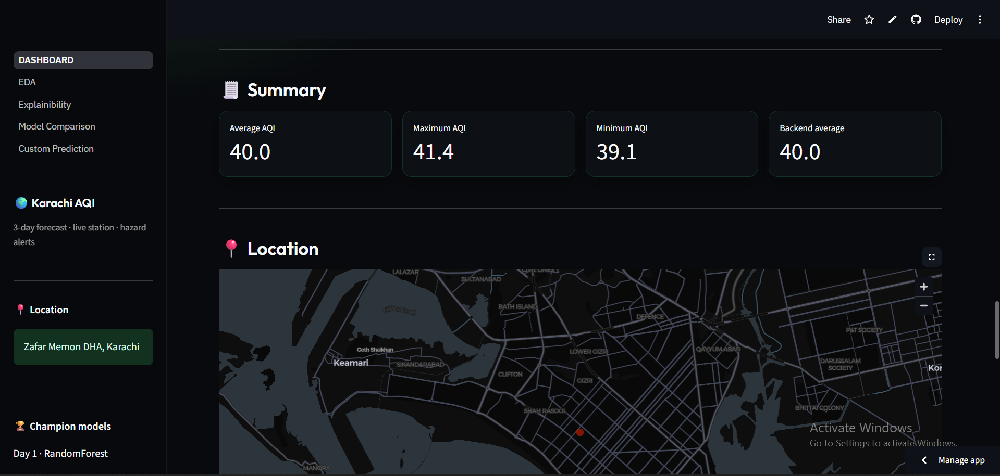 Share
Deploy
DASHBOARD
EDA
Explainibility
Model Comparison
Custom Prediction
Karachi AQI
3-day forecast · live station · hazard
alerts
Location
Zafar Memon DHA, Karachi
Champion models
Day 1 · RandomForest
Summary
Average AQI
40.0
Maximum AQI
41.4
Minimum AQI
39.1
Backend average
40.0
Location
LALAZAR
CIVIL LINES
SULTANABAD
BATH ISLAND
Chinna Creek
DEFENCE
P&T SOCIETY
Goth Shaikhan
Keamari
SIKANDARABAD
LOWER GIZRI
QAYYUM ABAD
DARUSSALAM
SOCIETY
Kor
CLIFTON
GIZRI
SHAH RASOOL
BHITTAI COLONY
MANORA
Activate Windows
Go to Settings to activate Windows.
Manage app